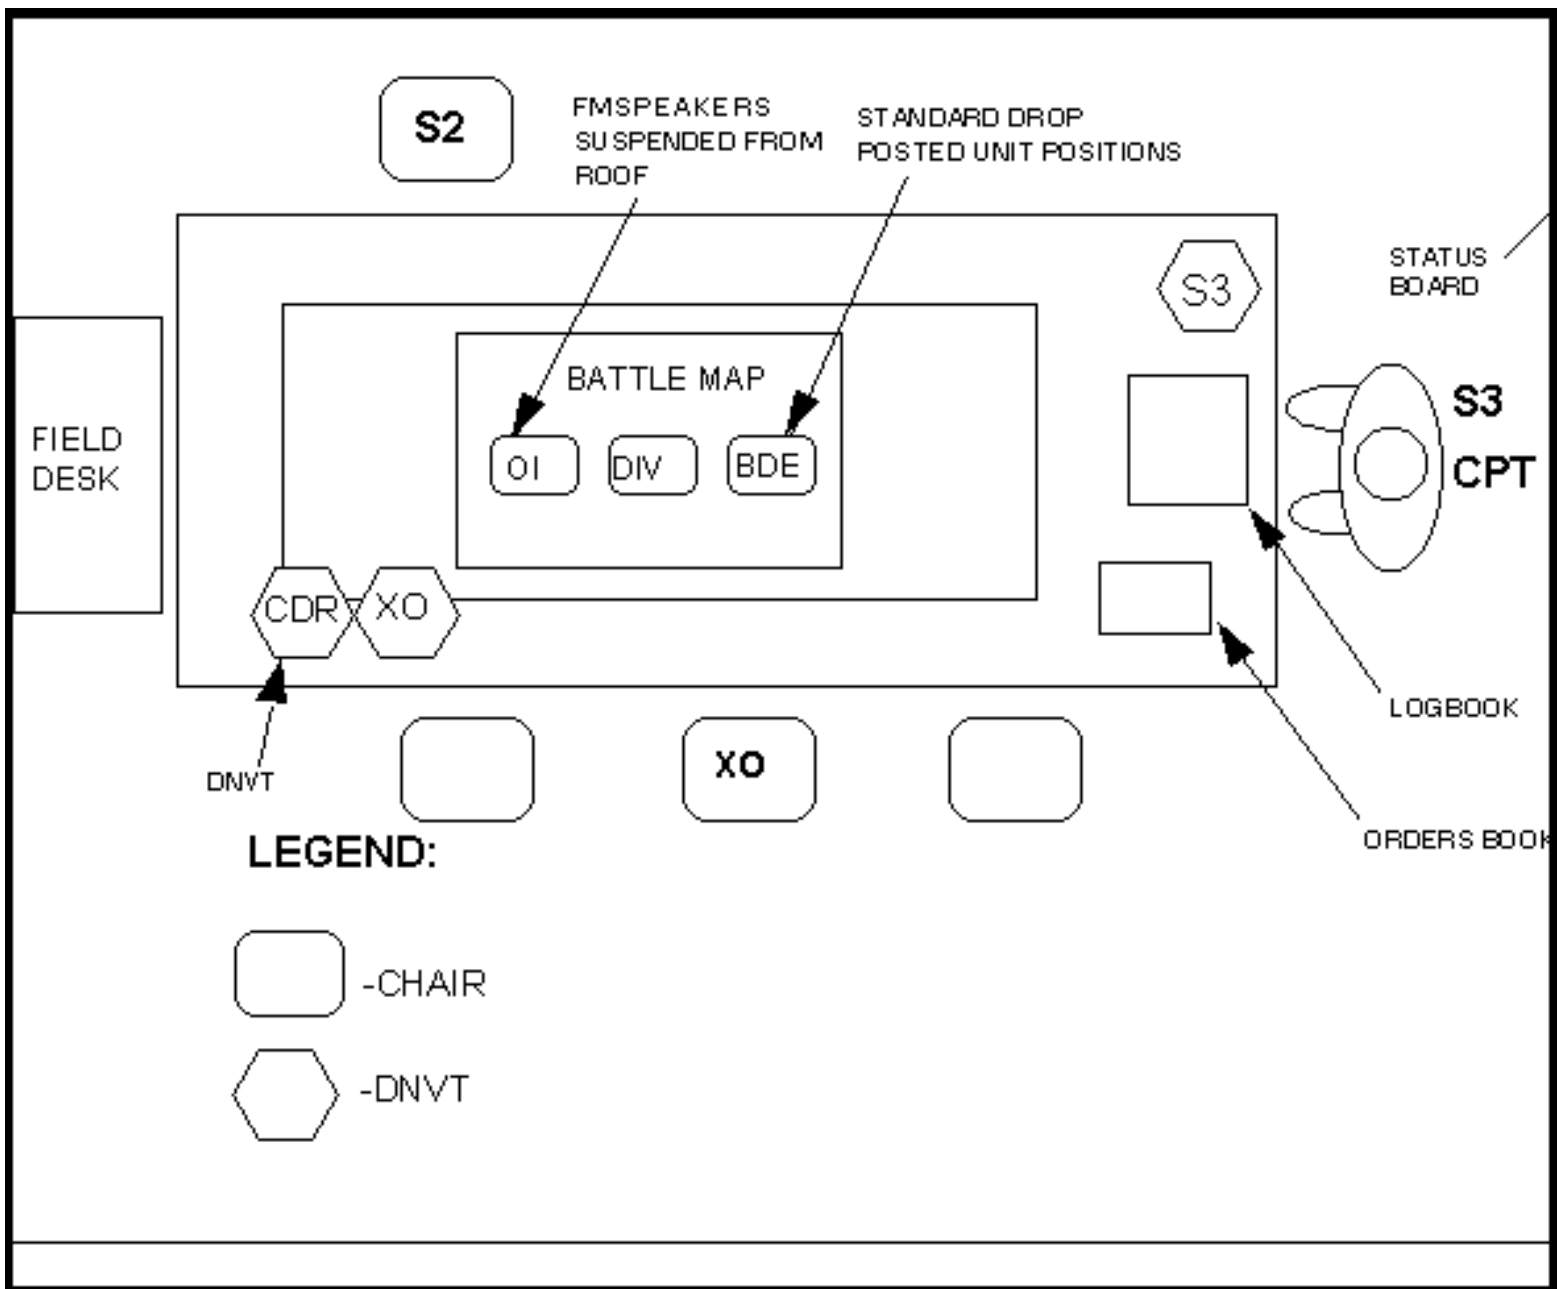 S2
FMSPEAKERS
SUSPENDED FROM
ROOF
STANDARD DROP
POSTED UNIT POSITIONS
STATUS
BOARD
S3
BATTLE MAP
OI
DIV
BDE
FIELD
DESK
S3
CPT
CDR
XO
LOGBOOK
DNVT
XO
ORDERS BOOK
LEGEND:
-CHAIR
-DNVT